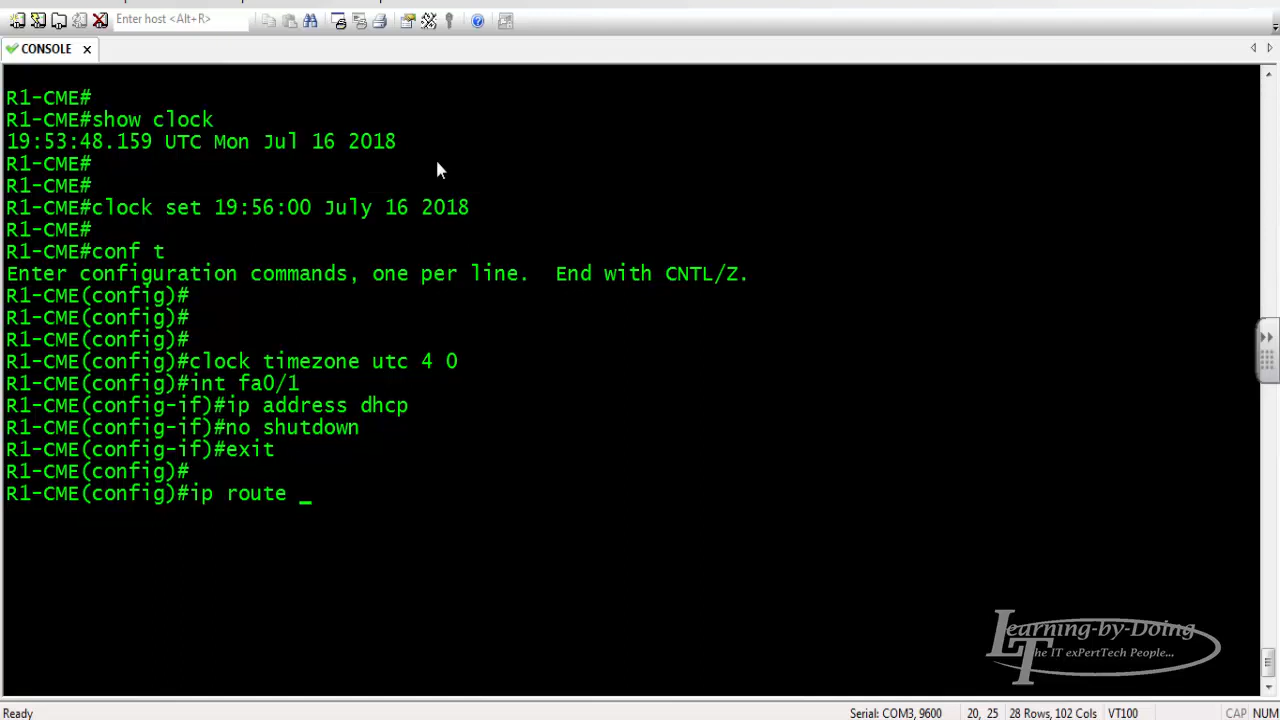 Enter host <Alt+R>
CONSOLE
R1-CME#
R1-CME#show clock
19:53:48.159 UTC Mon Jul 16 2018
R1-CME#
R1-CME#
R1-CME#clock set 19:56:00 July 16 2018
R1-CME#
R1-CME#conf t
Enter configuration commands, one per line.  End with CNTL/Z.
R1-CME(config)#
R1-CME(config)#
R1-CME(config)#
R1-CME(config)#clock timezone utc 4 0
R1-CME(config)#int fa0/1
R1-CME(config-if)#ip address dhcp
R1-CME(config-if)#no shutdown
R1-CME(config-if)#exit
R1-CME(config)#
R1-CME(config)#ip route _
Learning-by-Doing
The IT exPertTech People...
Ready Serial: COM3, 9600 20, 25 28 Rows, 102 Cols VT100 CAP NUM